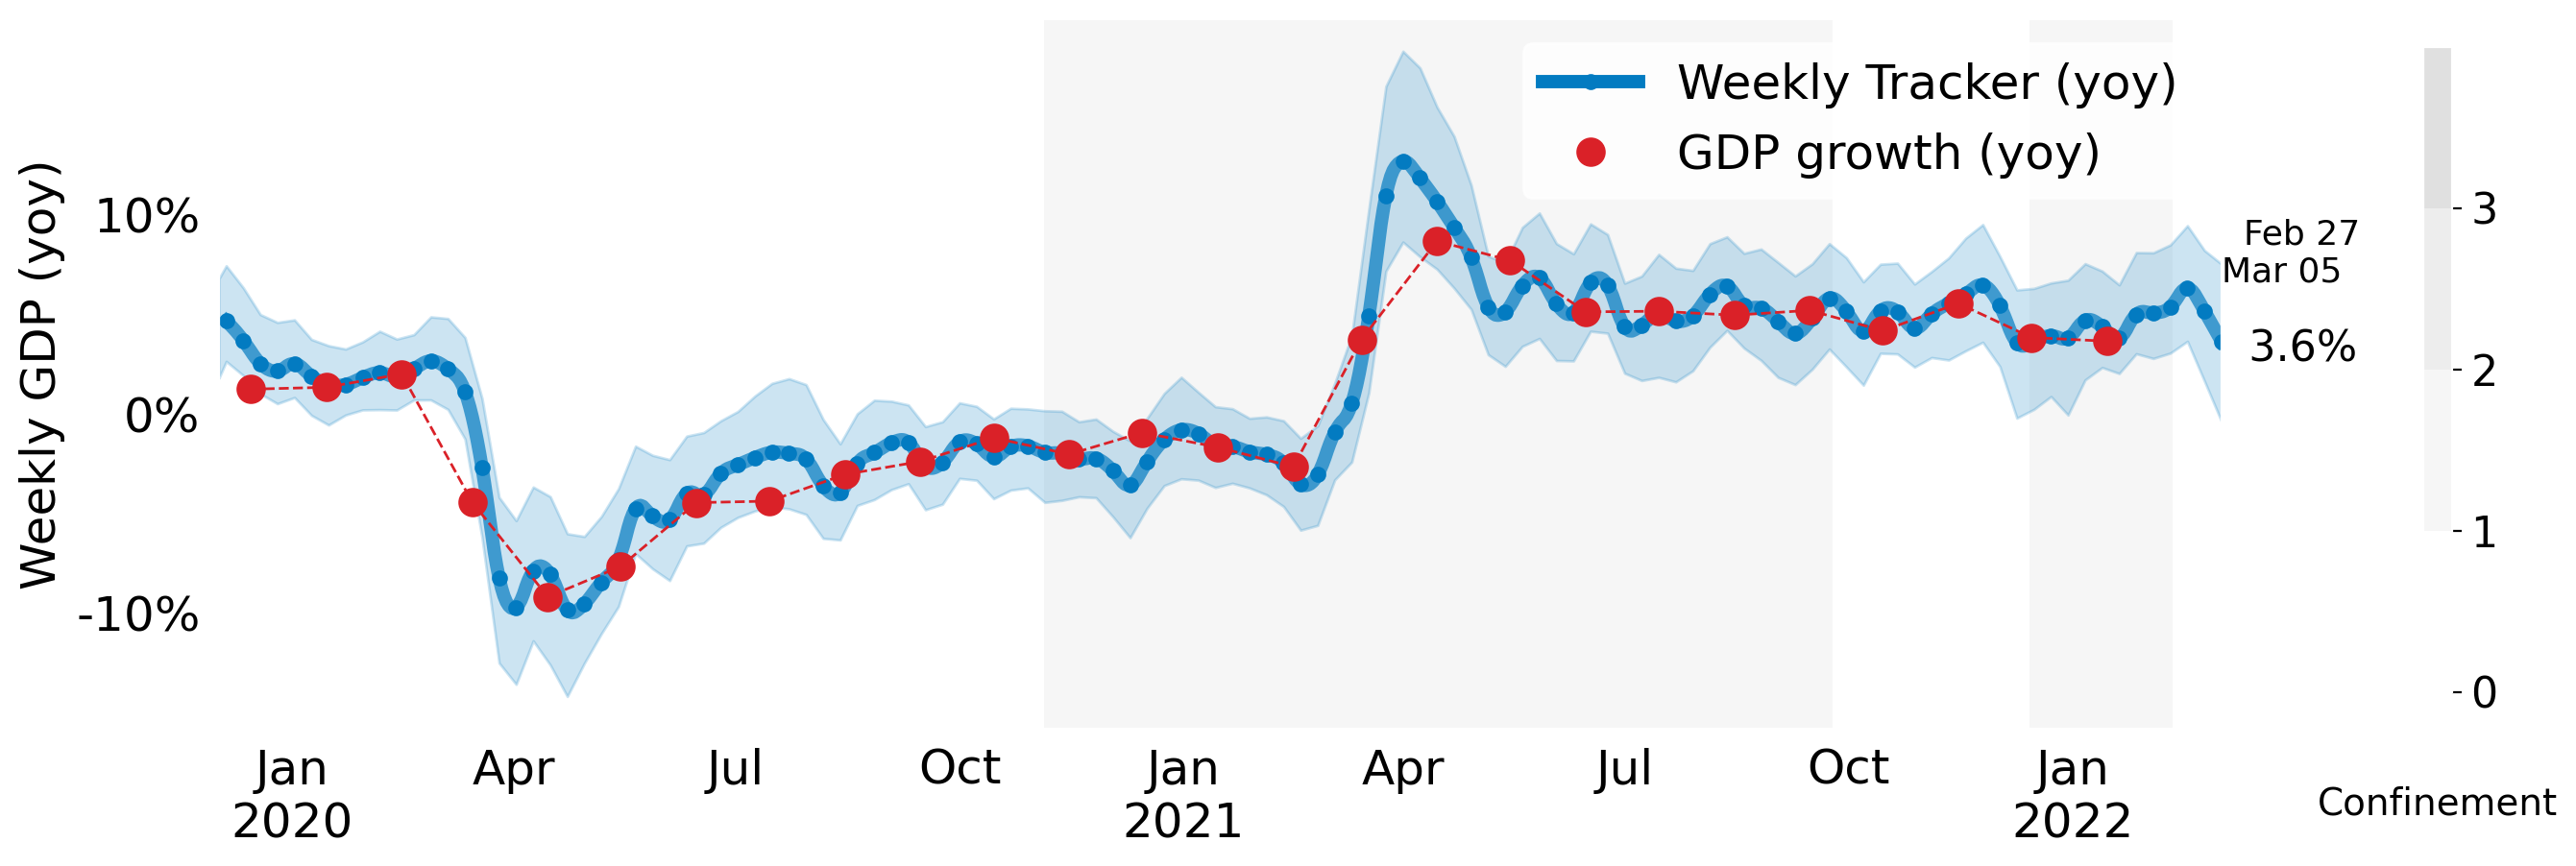 Weekly Tracker (yoy)
GDP growth (yoy)
Weekly GDP (yoy)
10%
0%
-10%
Feb 27
Mar 05
3.6%
3
2
1
0
Jan
2020
Apr
Jul
Oct
Jan
2021
Apr
Jul
Oct
Jan
2022
Confinement